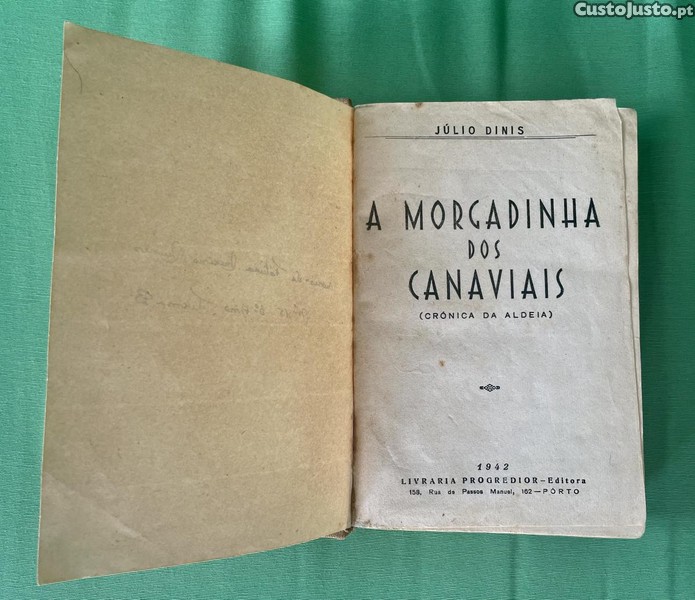 CustoJusto.pt
JÚLIO DINIS
A MORGADINHA
DOS
CANAVIAIS
(CRÓNICA DA ALDEIA)
1942
LIVRARIA PROGREDIOR—Editora
158, Rua de Passos Manuel, 162—PÔRTO